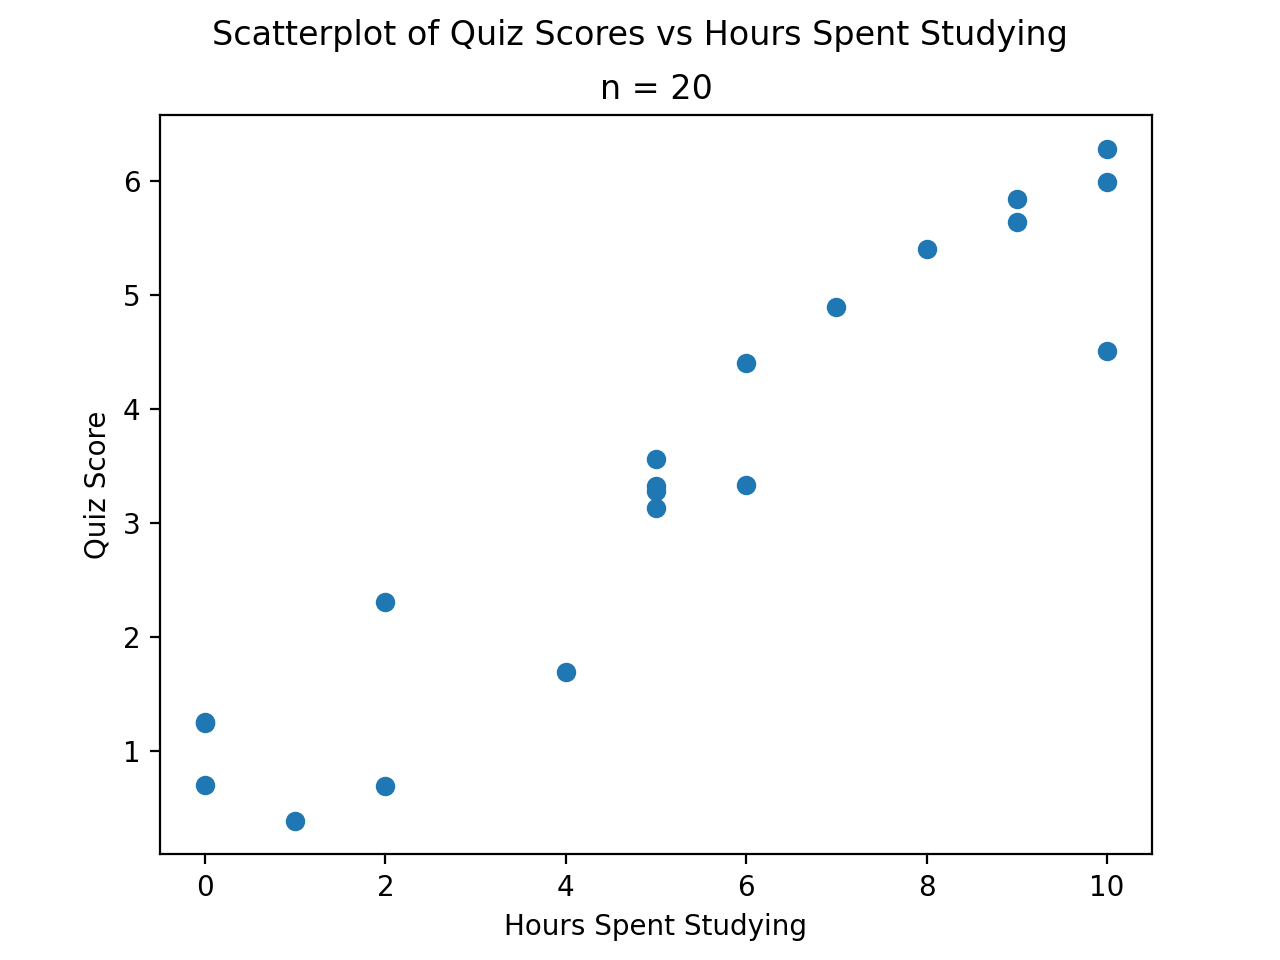 Scatterplot of Quiz Scores vs Hours Spent Studying
n = 20
6
5
4
3
2
1
Quiz Score
0 2 4 6 8 10
Hours Spent Studying